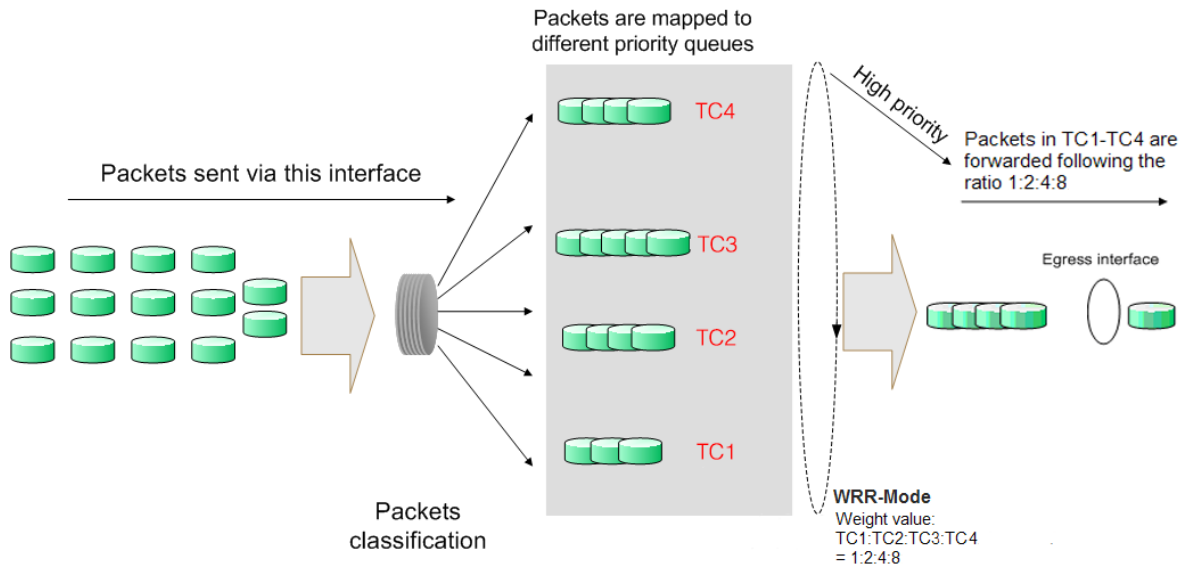 Packets are mapped to
different priority queues
Packets sent via this interface
TC4
TC3
TC2
TC1
Packets
classification
High priority
Packets in TC1-TC4 are
forwarded following the
ratio 1:2:4:8
Egress interface
WRR-Mode
Weight value:
TC1:TC2:TC3:TC4
= 1:2:4:8